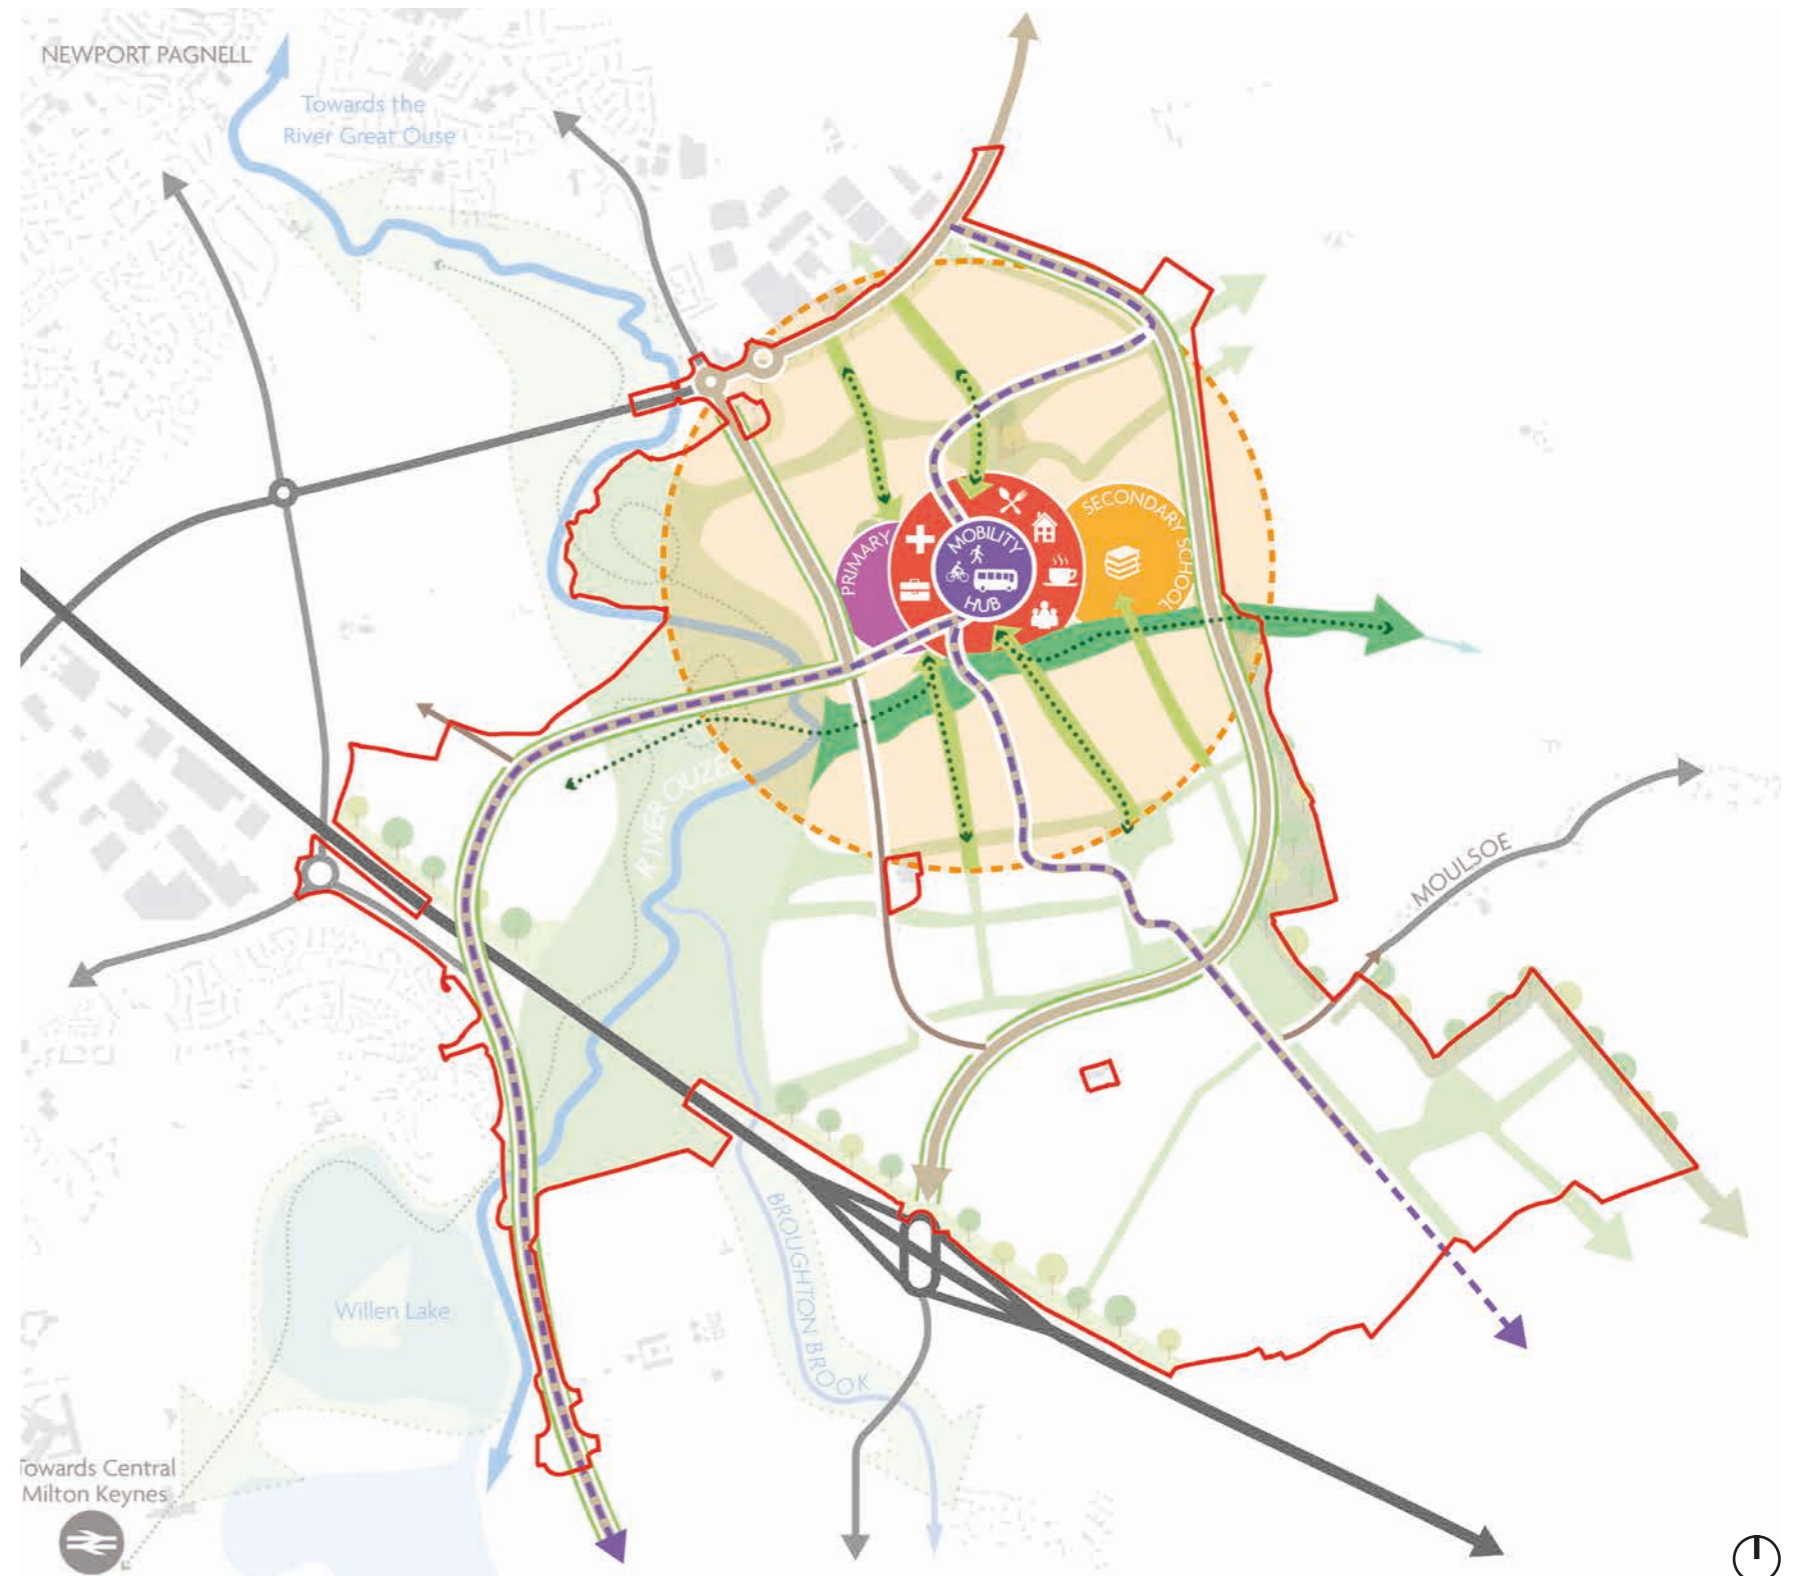 NEWPORT PAGNELL
Towards the
River Great Ouse
SECONDARY SCHOOL
PRIMARY
MOBILITY
HUB
RIVER OUZEL
MOULSOE
BROUGHTON BROOK
Willen Lake
Towards Central
Milton Keynes